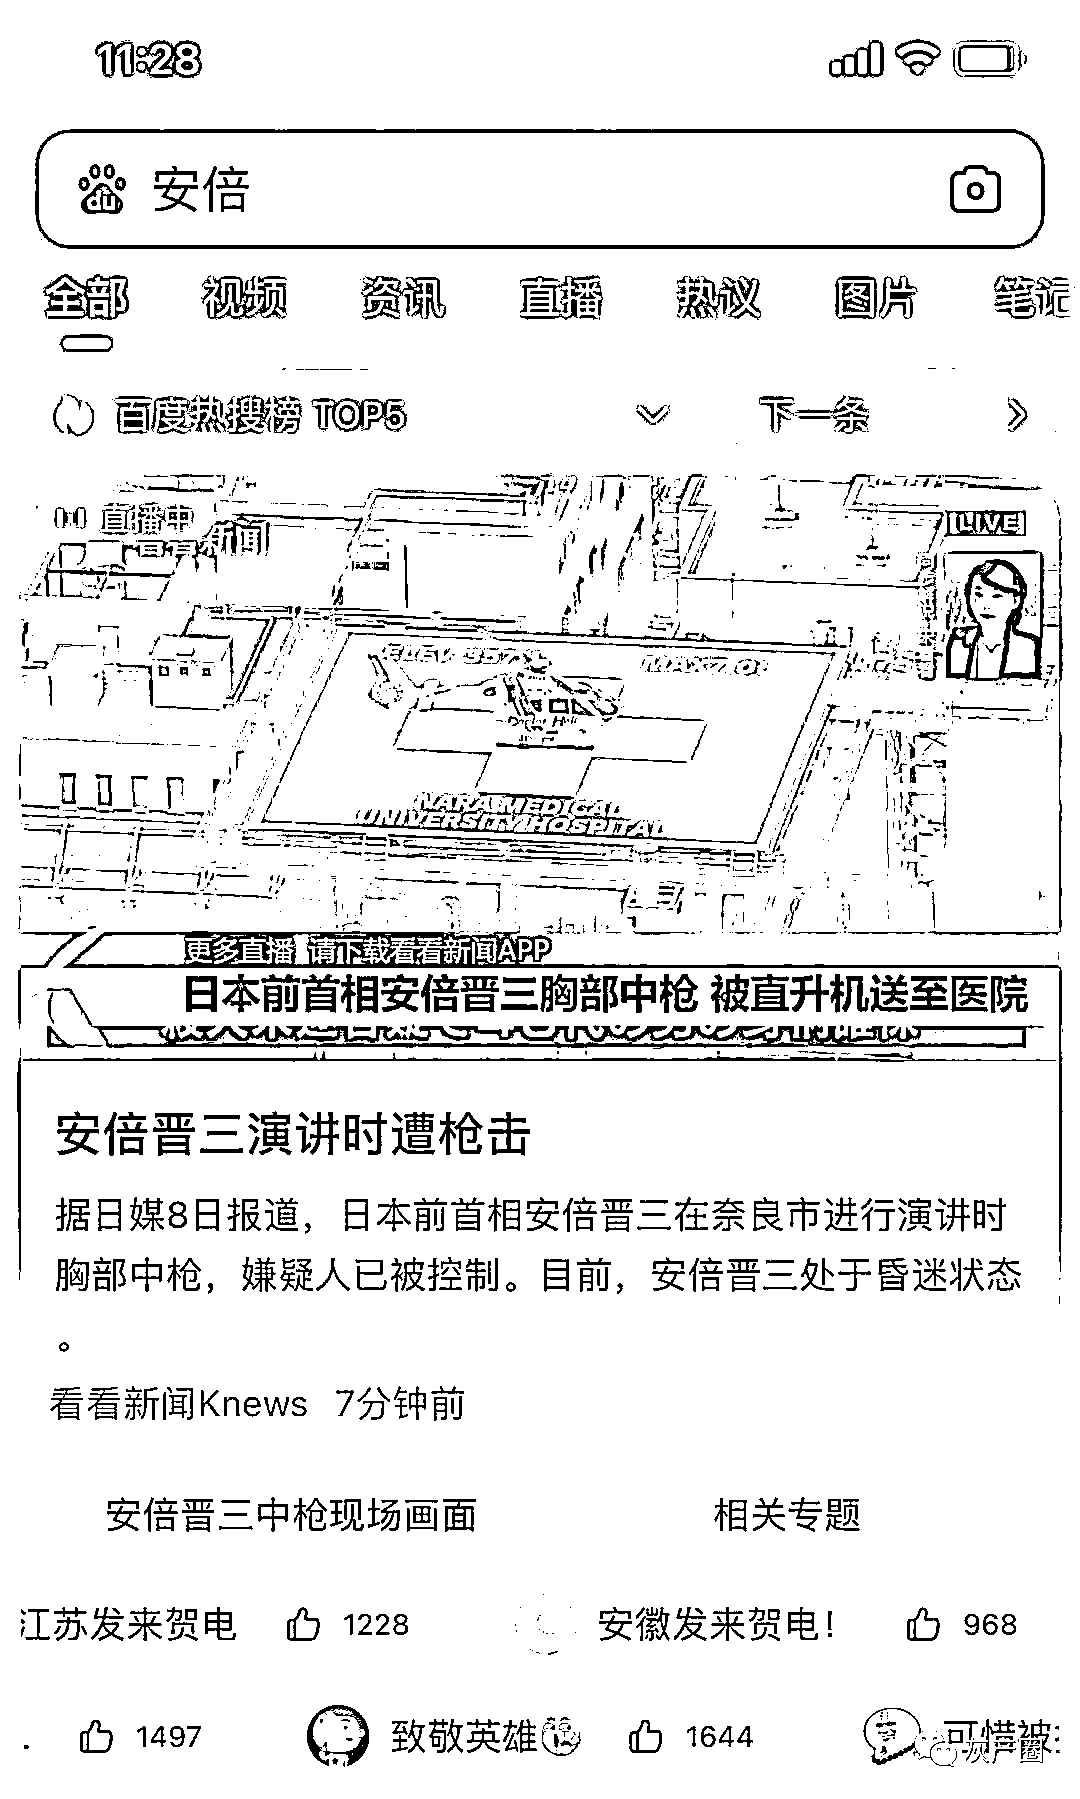 11:28
du 安倍
全部 视频 资讯 直播 热议 图片 笔记
百度热搜榜 TOP5 下一条
直播中
看看新闻
LIVE
ELEV 357
NARA MEDICAL
UNIVERSITY HOSPITAL
更多直播 请下载看看新闻APP
日本前首相安倍晋三胸部中枪 被直升机送至医院
安倍晋三演讲时遭枪击
据日媒8日报道，日本前首相安倍晋三在奈良市进行演讲时
胸部中枪，嫌疑人已被控制。目前，安倍晋三处于昏迷状态
。
看看新闻Knews 7分钟前
安倍晋三中枪现场画面 相关专题
江苏发来贺电 1228 安徽发来贺电！ 968
. 1497 致敬英雄 1644 可惜被